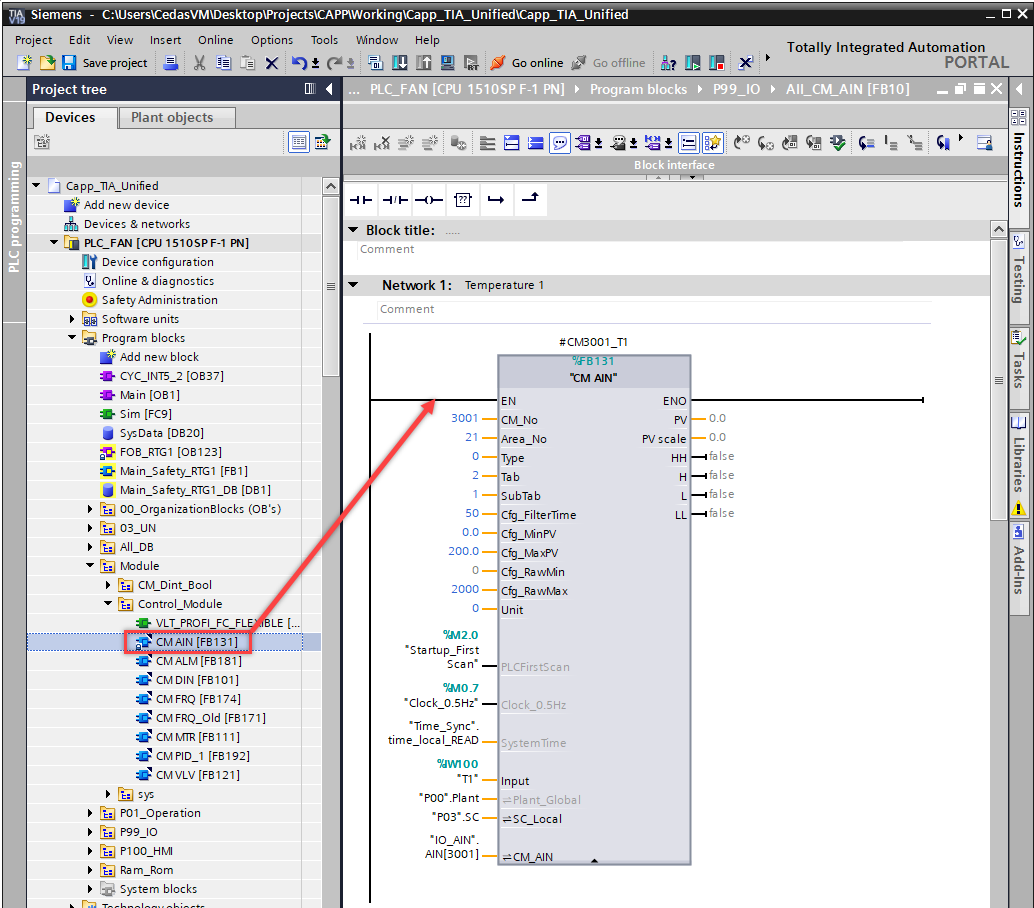 TIA V19 Siemens - C:\Users\CedasVM\Desktop\Projects\CAPP\Working\Capp_TIA_Unified\Capp_TIA_Unified
Project Edit View Insert Online Options Tools Window Help
Save project Go online Go offline
Totally Integrated Automation
PORTAL
Project tree
... PLC_FAN [CPU 1510SP F-1 PN] Program blocks P99_IO All_CM_AIN [FB10]
Devices Plant objects
Block interface
PLC programming
Capp_TIA_Unified
Add new device
Devices & networks
PLC_FAN [CPU 1510SP F-1 PN]
Device configuration
Online & diagnostics
Safety Administration
Software units
Program blocks
Add new block
CYC_INT5_2 [OB37]
Main [OB1]
Sim [FC9]
SysData [DB20]
FOB_RTG1 [OB123]
Main_Safety_RTG1 [FB1]
Main_Safety_RTG1_DB [DB1]
00_OrganizationBlocks (OB's)
03_UN
All_DB
Module
CM_Dint_Bool
Control_Module
VLT_PROFI_FC_FLEXIBLE [...
CM AIN [FB131]
CM ALM [FB181]
CM DIN [FB101]
CM FRQ [FB174]
CM FRQ_Old [FB171]
CM MTR [FB111]
CM PID_1 [FB192]
CM VLV [FB121]
sys
P01_Operation
P99_IO
P100_HMI
Ram_Rom
System blocks
Technology objects
??
Block title: .....
Comment
Network 1: Temperature 1
Comment
#CM3001_T1
%FB131
"CM AIN"
EN ENO
3001 CM_No PV 0.0
21 Area_No PV scale 0.0
0 Type HH false
2 Tab H false
1 SubTab L false
50 Cfg_FilterTime LL false
0.0 Cfg_MinPV
200.0 Cfg_MaxPV
0 Cfg_RawMin
2000 Cfg_RawMax
0 Unit
%M2.0
"Startup_First
Scan" PLCFirstScan
%M0.7
"Clock_0.5Hz" Clock_0.5Hz
"Time_Sync".
time_local_READ SystemTime
%IW100
"T1" Input
"P00".Plant Plant_Global
"P03".SC SC_Local
"IO_AIN".
AIN[3001] CM_AIN
Instructions
Testing
Tasks
Libraries
Add-Ins